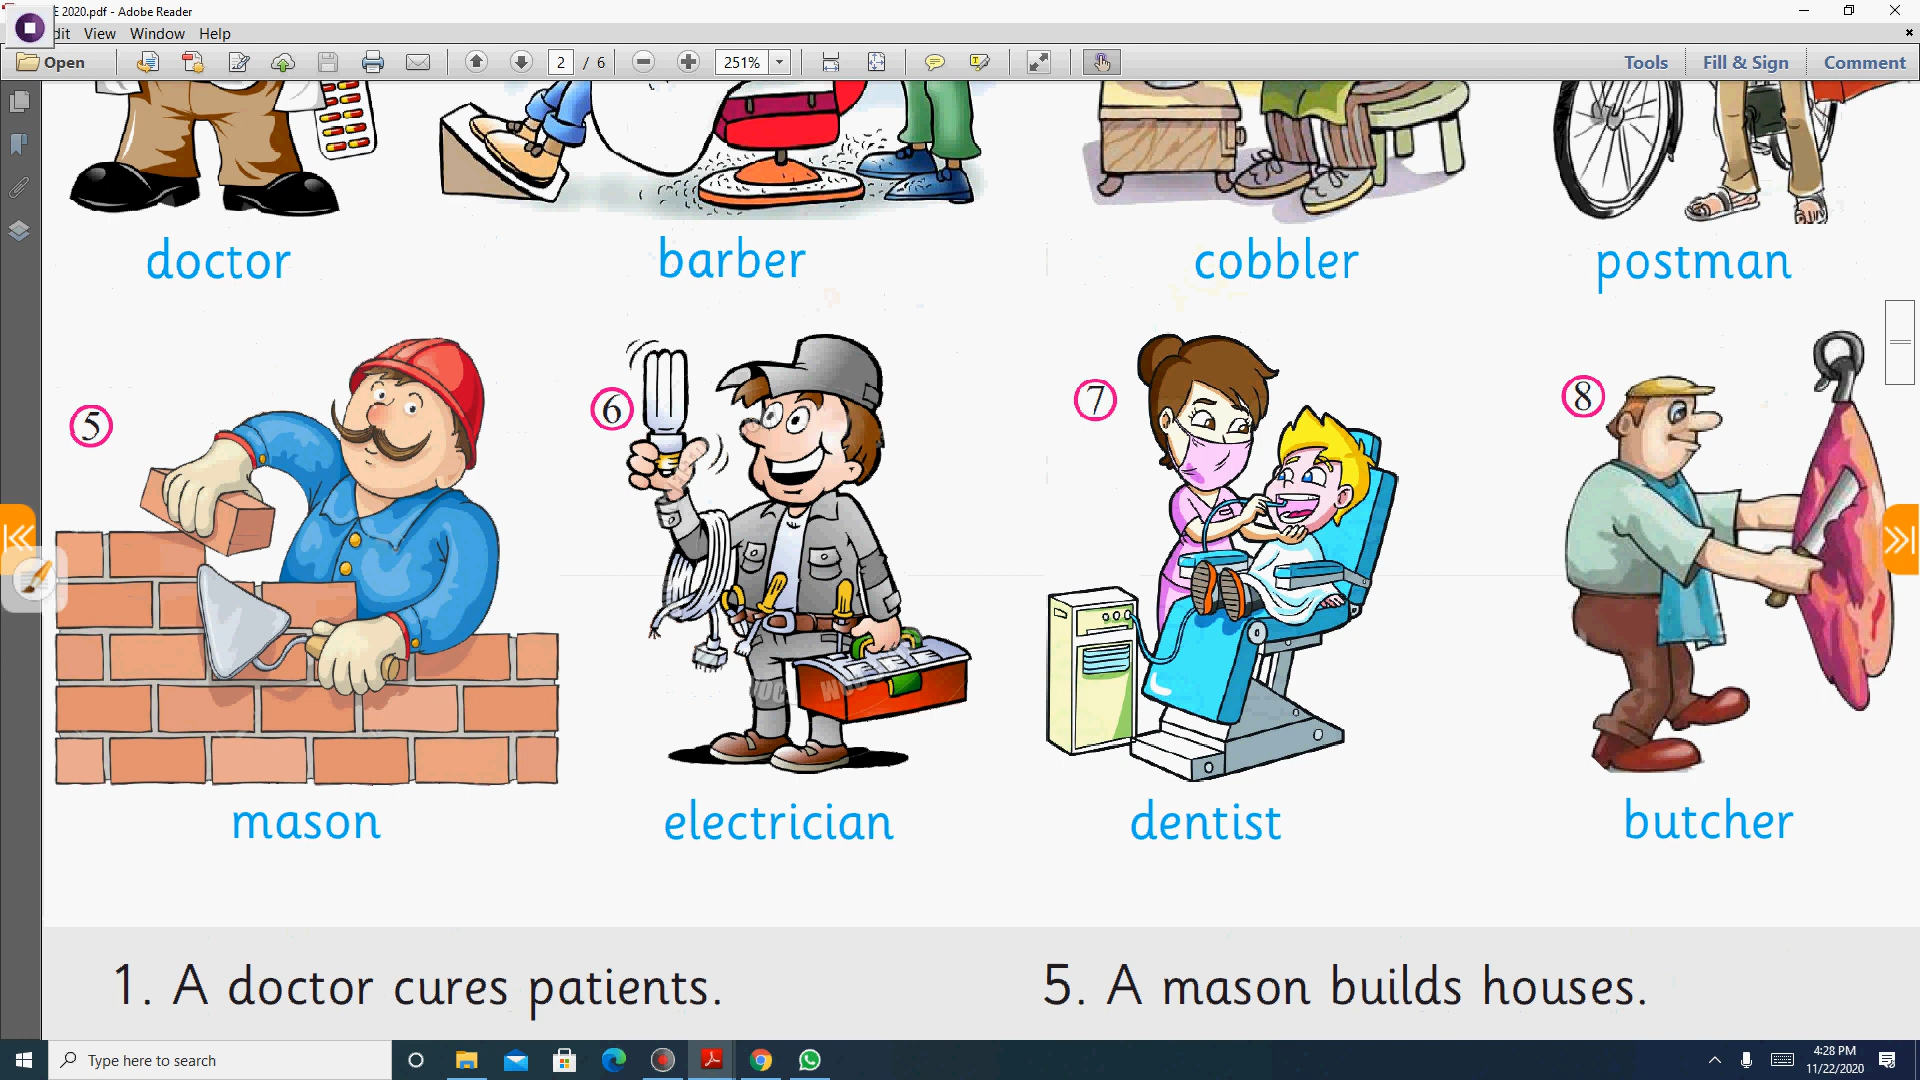 E 2020.pdf - Adobe Reader
dit View Window Help
Open 2 / 6 251% Tools Fill & Sign Comment
doctor barber cobbler postman
5 6 7 8
mason electrician dentist butcher
1. A doctor cures patients. 5. A mason builds houses.
Type here to search
4:28 PM
11/22/2020